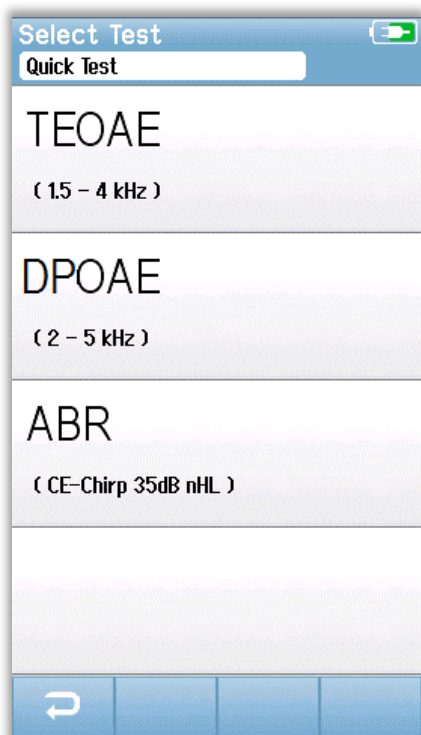 Select Test
Quick Test
TEOAE
( 1.5 - 4 kHz )
DPOAE
( 2 - 5 kHz )
ABR
( CE-Chirp 35dB nHL )